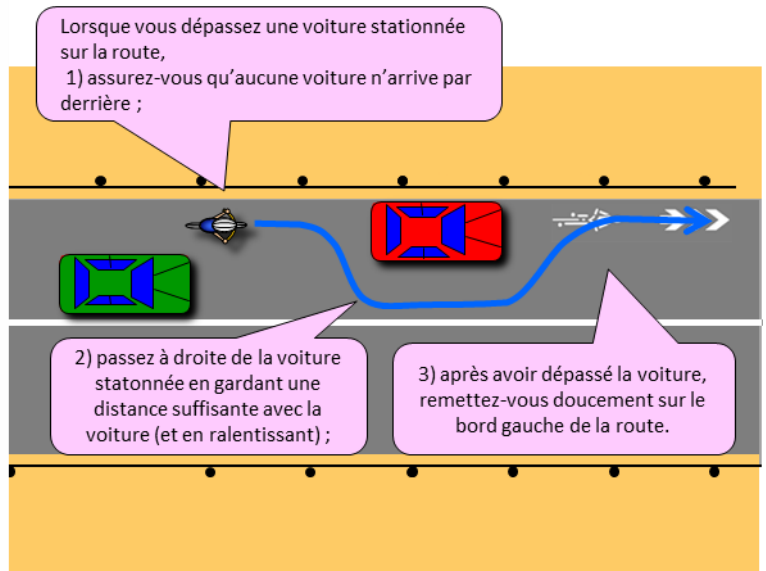 Lorsque vous dépassez une voiture stationnée
sur la route,
1) assurez-vous qu'aucune voiture n'arrive par
derrière ;
2) passez à droite de la voiture
statonnée en gardant une
distance suffisante avec la
voiture (et en ralentissant) ;
3) après avoir dépassé la voiture,
remettez-vous doucement sur le
bord gauche de la route.